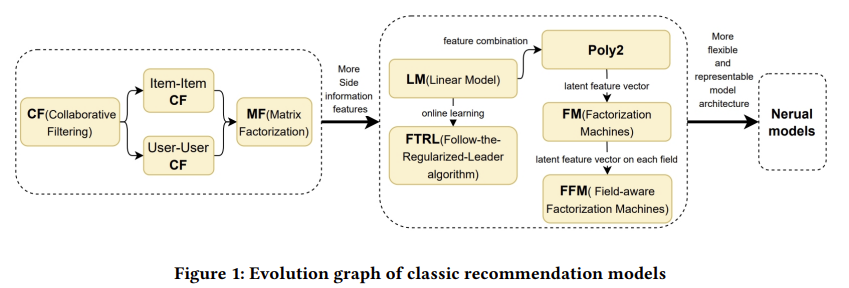 CF(Collaborative
Filtering)
Item-Item
CF
User-User
CF
MF(Matrix
Factorization)
More
Side
information
features
feature combination
LM(Linear Model)
online learning
FTRL(Follow-the-
Regularized-Leader
algorithm)
Poly2
latent feature vector
FM(Factorization
Machines)
latent feature vector on each field
FFM( Field-aware
Factorization Machines)
More
flexible
and
representable
model
architecture
Nerual
models
Figure 1: Evolution graph of classic recommendation models